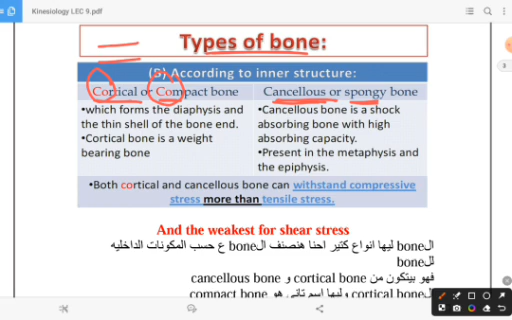 Kinesiology LEC 9.pdf
Types of bone:
(B) According to inner structure:
Cortical or Compact bone
•which forms the diaphysis and
the thin shell of the bone end.
•Cortical bone is a weight
bearing bone
Cancellous or spongy bone
•Cancellous bone is a shock
absorbing bone with high
absorbing capacity.
•Present in the metaphysis and
the epiphysis.
•Both cortical and cancellous bone can withstand compressive
stress more than tensile stress.
And the weakest for shear stress
الbone ليها انواع كتير احنا هنصنف الbone ع حسب المكونات الداخليه
للbone
فهو بيتكون من cortical bone و cancellous bone
الcortical bone وليها اسم تاني هو compact bone
3